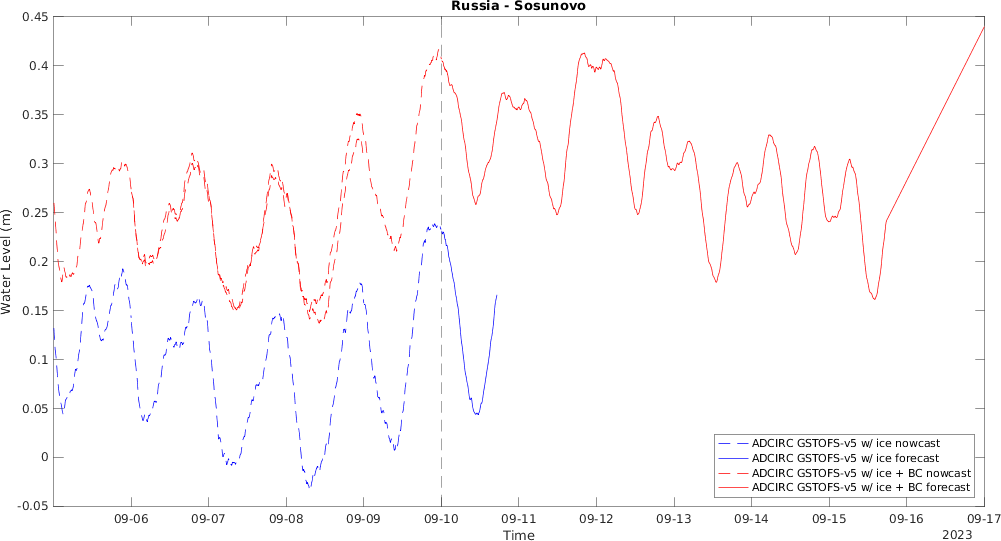 Russia - Sosunovo
0.45
0.4
0.35
0.3
0.25
0.2
0.15
0.1
0.05
0
-0.05
Water Level (m)
09-06 09-07 09-08 09-09 09-10 09-11 09-12 09-13 09-14 09-15 09-16 09-17
Time
2023
ADCIRC GSTOFS-v5 w/ ice nowcast
ADCIRC GSTOFS-v5 w/ ice forecast
ADCIRC GSTOFS-v5 w/ ice + BC nowcast
ADCIRC GSTOFS-v5 w/ ice + BC forecast